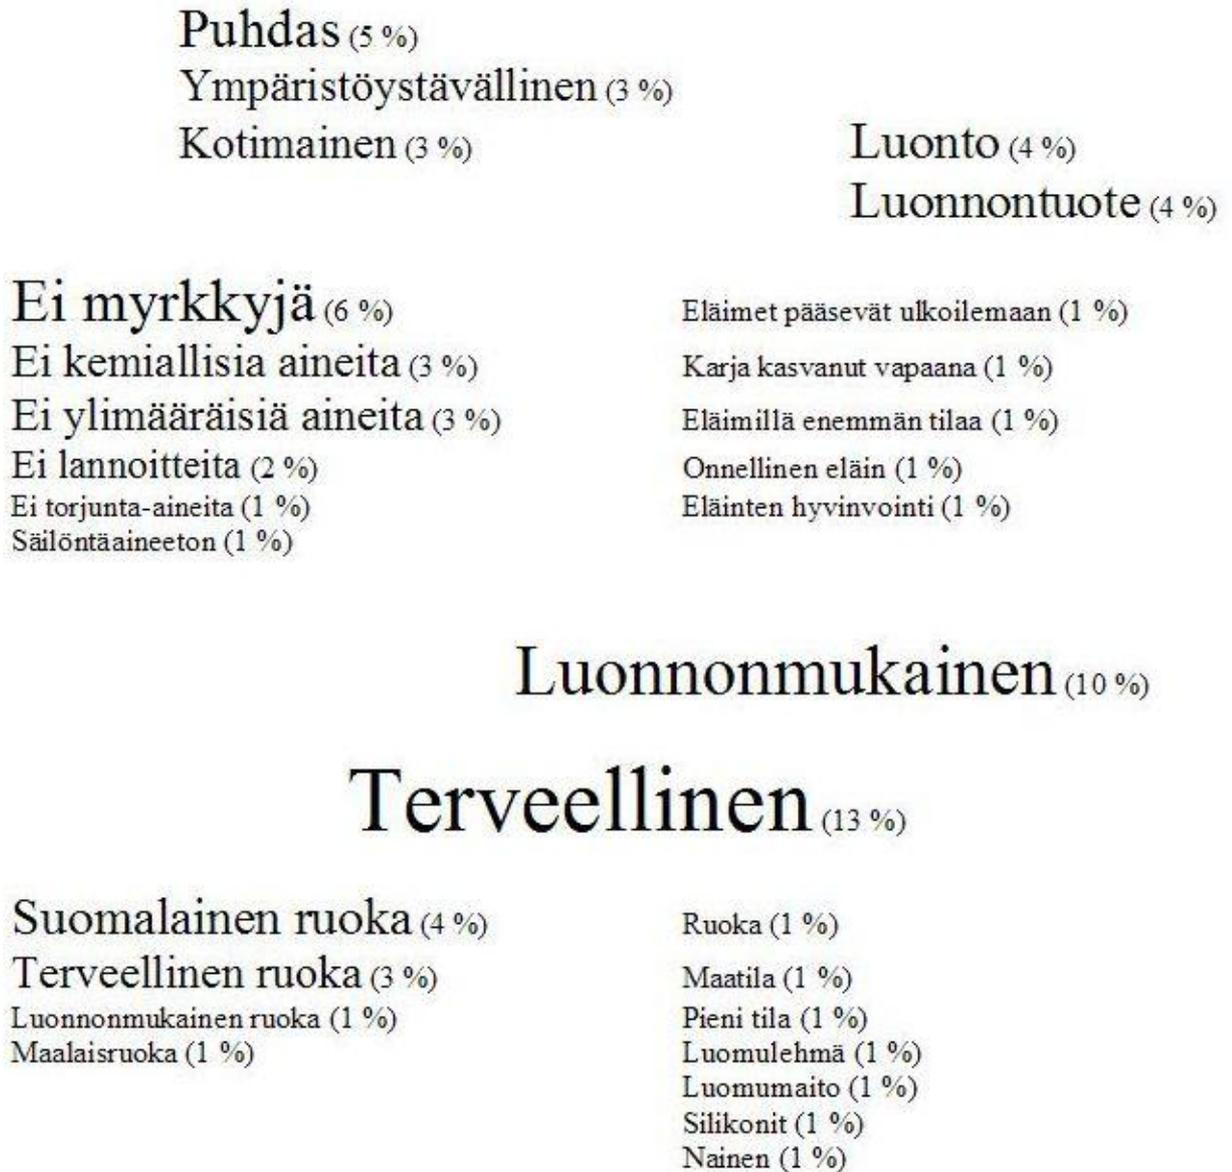 Puhdas (5 %)
Ympäristöystävällinen (3 %)
Kotimainen (3 %)
Luonto (4 %)
Luonnontuote (4 %)
Ei myrkkyjä (6 %)
Ei kemiallisia aineita (3 %)
Ei ylimääräisiä aineita (3 %)
Ei lannoitteita (2 %)
Ei torjunta-aineita (1 %)
Säilöntäaineeton (1 %)
Eläimet pääsevät ulkoilemaan (1 %)
Karja kasvanut vapaana (1 %)
Eläimillä enemmän tilaa (1 %)
Onnellinen eläin (1 %)
Eläinten hyvinvointi (1 %)
Luonnonmukainen (10 %)
Terveellinen (13 %)
Suomalainen ruoka (4 %)
Terveellinen ruoka (3 %)
Luonnonmukainen ruoka (1 %)
Maalaisruoka (1 %)
Ruoka (1 %)
Maatila (1 %)
Pieni tila (1 %)
Luomulehmä (1 %)
Luomumaito (1 %)
Silikonit (1 %)
Nainen (1 %)